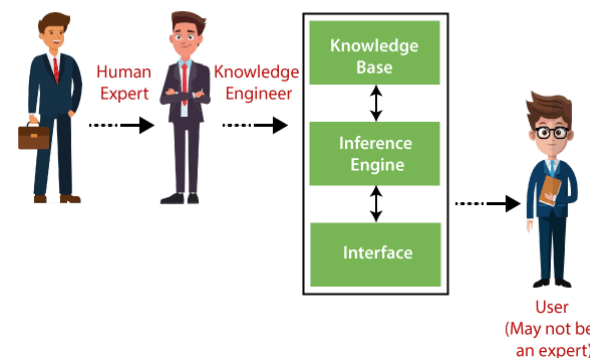 Human
Expert
Knowledge
Engineer
Knowledge
Base
Inference
Engine
Interface
User
(May not be
an expert)